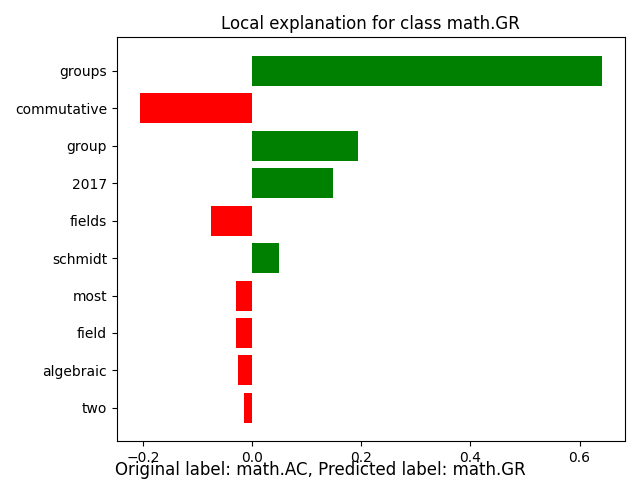 Local explanation for class math.GR
groups
commutative
group
2017
fields
schmidt
most
field
algebraic
two
−0.2 0.0 0.2 0.4 0.6
Original label: math.AC, Predicted label: math.GR